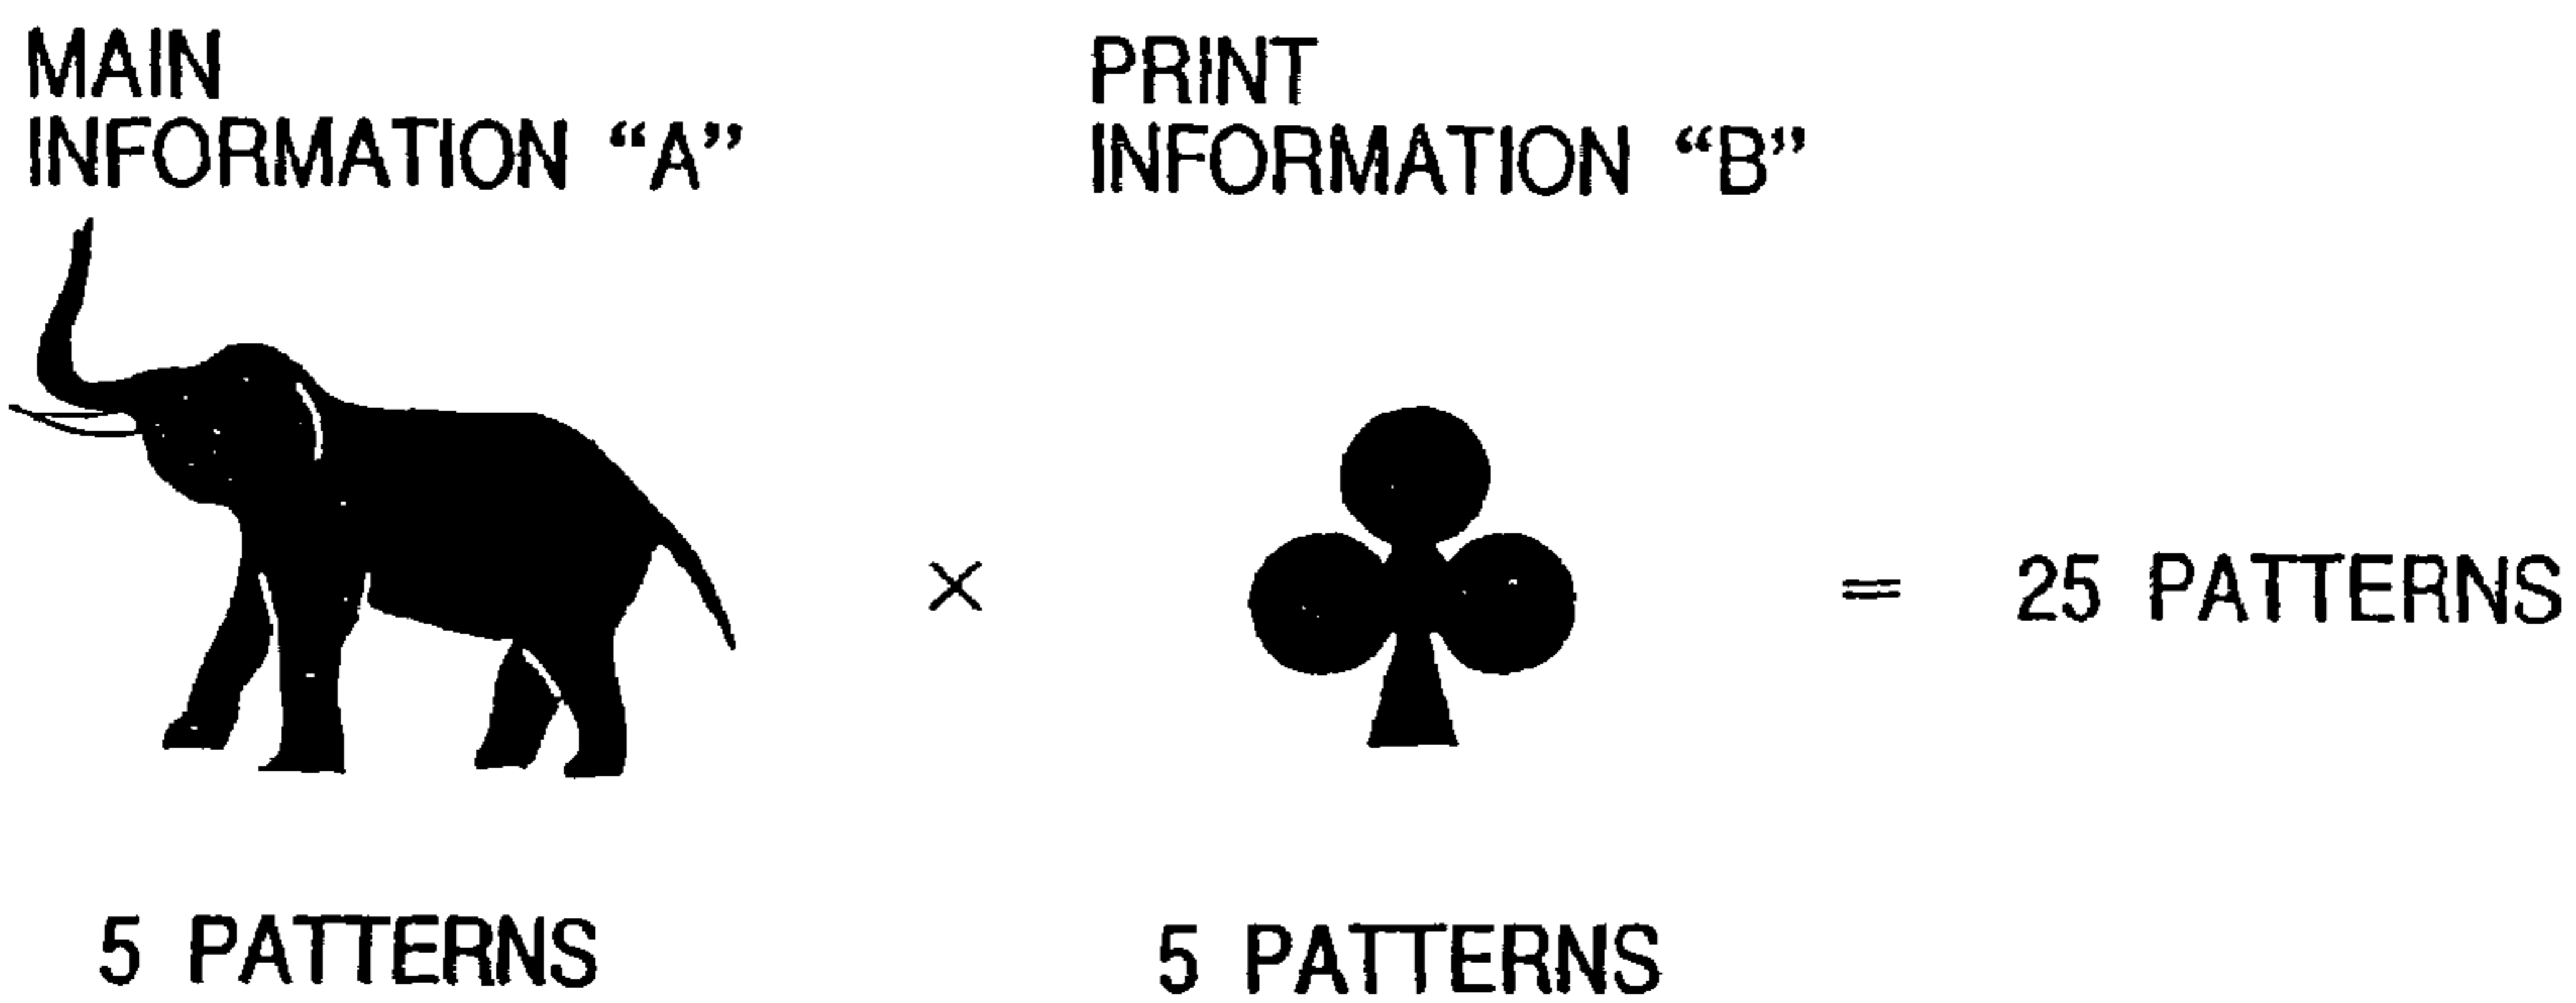 MAIN
INFORMATION “A”
PRINT
INFORMATION “B”
× = 25 PATTERNS
5 PATTERNS
5 PATTERNS